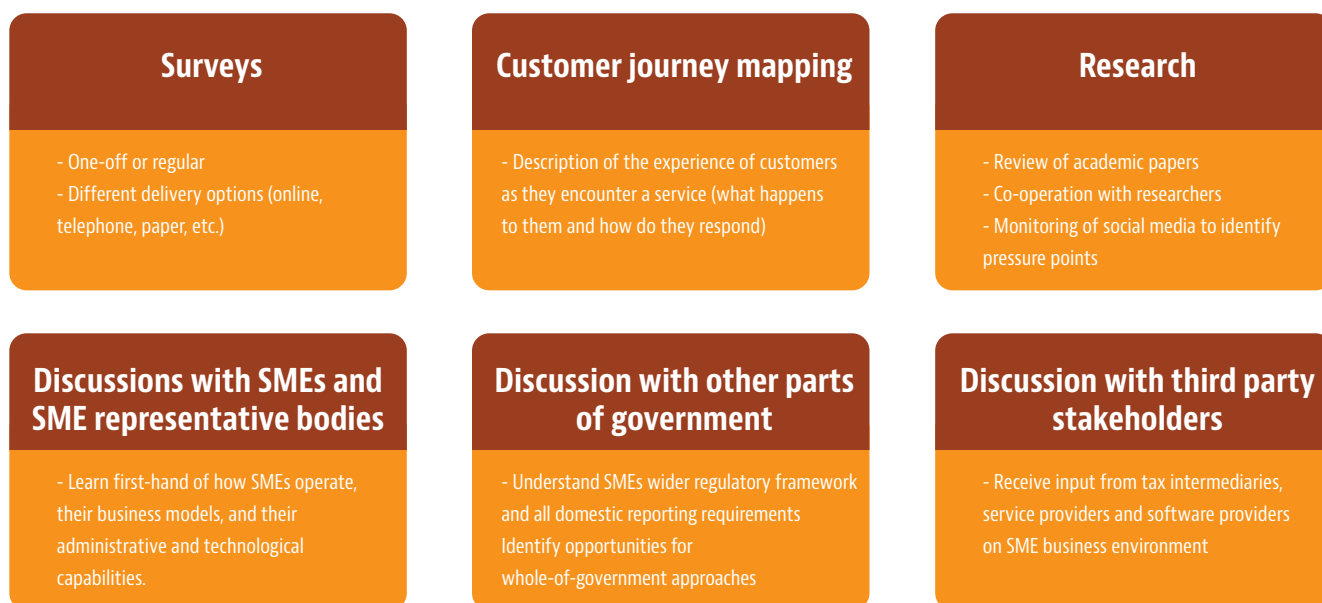 Surveys
- One-off or regular
- Different delivery options (online,
telephone, paper, etc.)
Customer journey mapping
- Description of the experience of customers
as they encounter a service (what happens
to them and how do they respond)
Research
- Review of academic papers
- Co-operation with researchers
- Monitoring of social media to identify
pressure points
Discussions with SMEs and
SME representative bodies
- Learn first-hand of how SMEs operate,
their business models, and their
administrative and technological
capabilities.
Discussion with other parts
of government
- Understand SMEs wider regulatory framework
and all domestic reporting requirements
Identify opportunities for
whole-of-government approaches
Discussion with third party
stakeholders
- Receive input from tax intermediaries,
service providers and software providers
on SME business environment